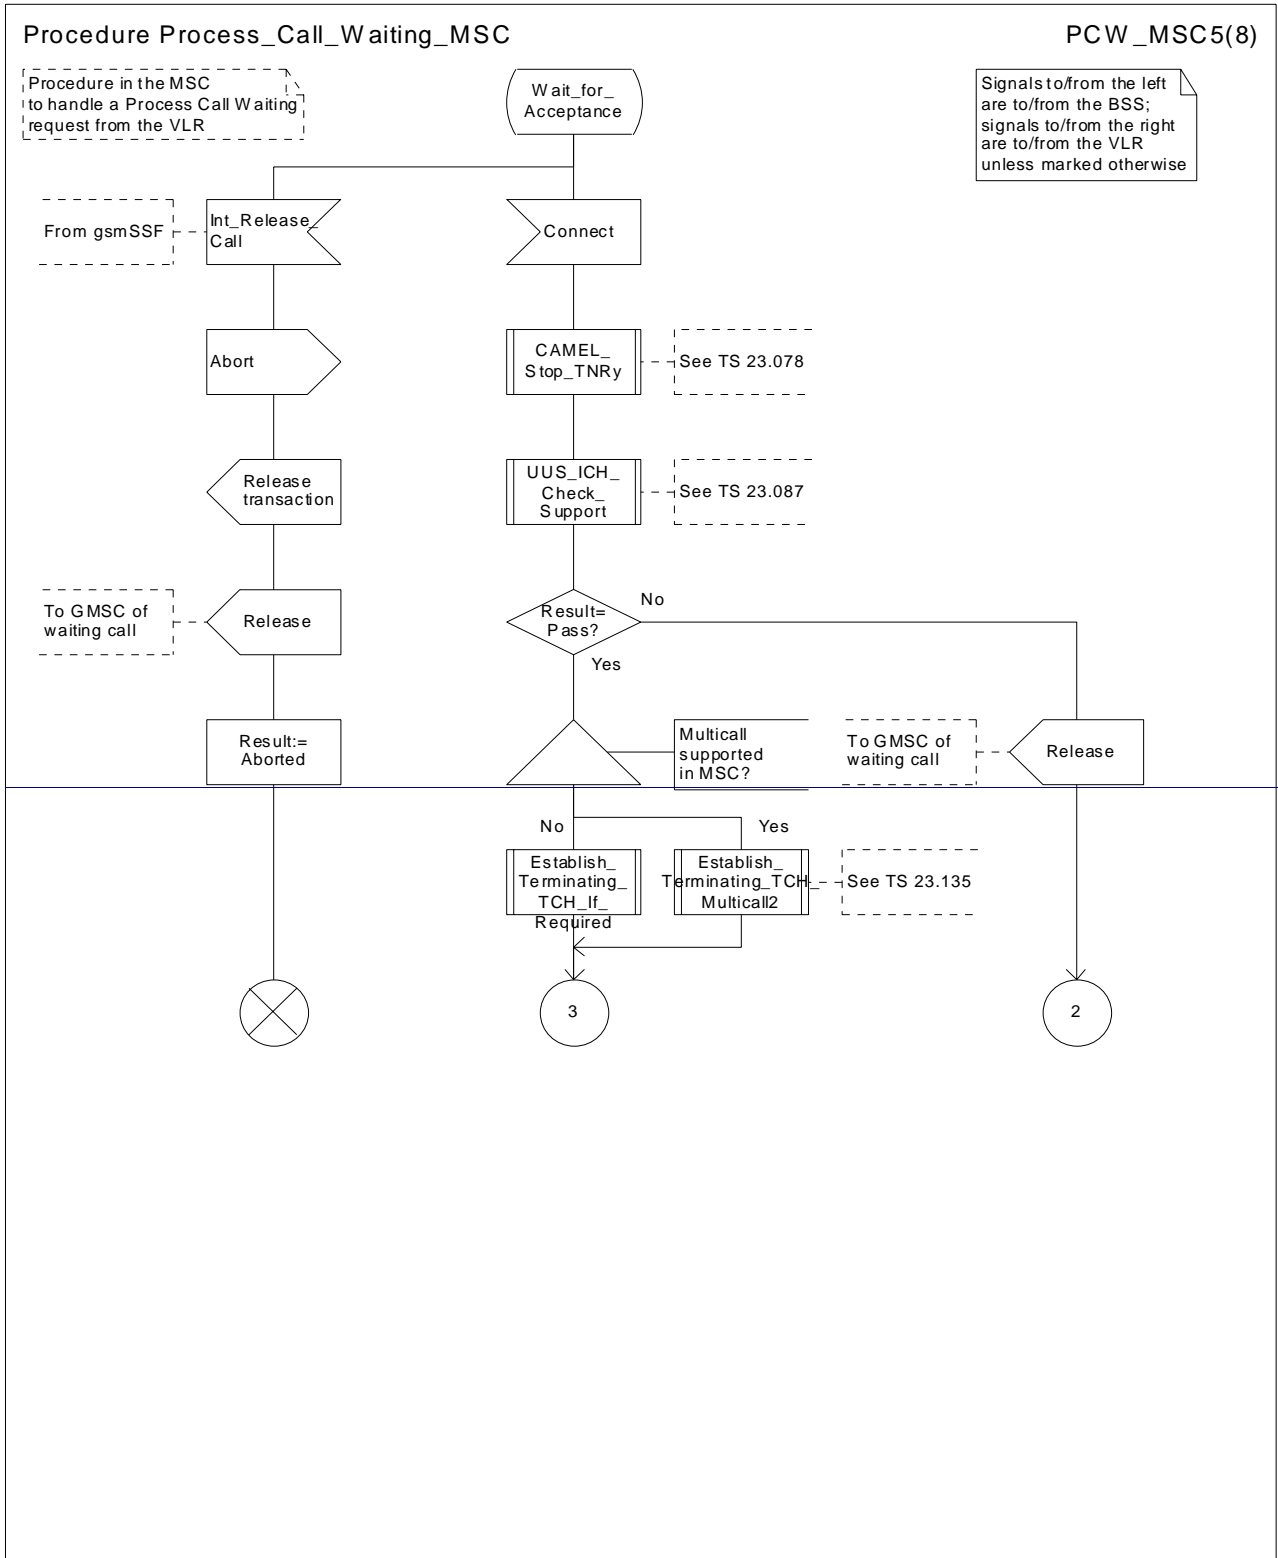 Procedure Process_Call_Waiting_MSC
PCW_MSC5(8)
Procedure in the MSC
to handle a Process Call Waiting
request from the VLR
Wait_for_
Acceptance
Signals to/from the left
are to/from the BSS;
signals to/from the right
are to/from the VLR
unless marked otherwise
From gsmSSF
Int_Release_
Call
Connect
Abort
CAMEL_
Stop_TNRy
See TS 23.078
Release
transaction
UUS_ICH_
Check_
Support
See TS 23.087
To GMSC of
waiting call
Release
Result=
Pass?
No
Yes
Result:=
Aborted
Multicall
supported
in MSC?
To GMSC of
waiting call
Release
No
Yes
Establish_
Terminating_
TCH_If_
Required
Establish_
Terminating_TCH_
Multicall2
See TS 23.135
3
2